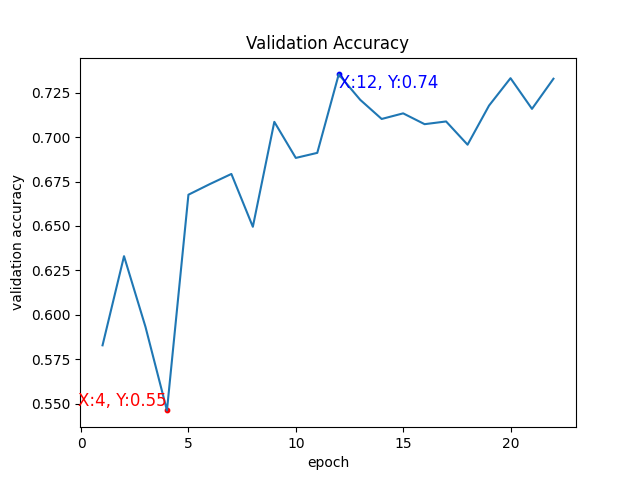 Validation Accuracy
X:12, Y:0.74
0.725
0.700
0.675
0.650
0.625
0.600
0.575
0.550
validation accuracy
X:4, Y:0.55
0
5
10
15
20
epoch